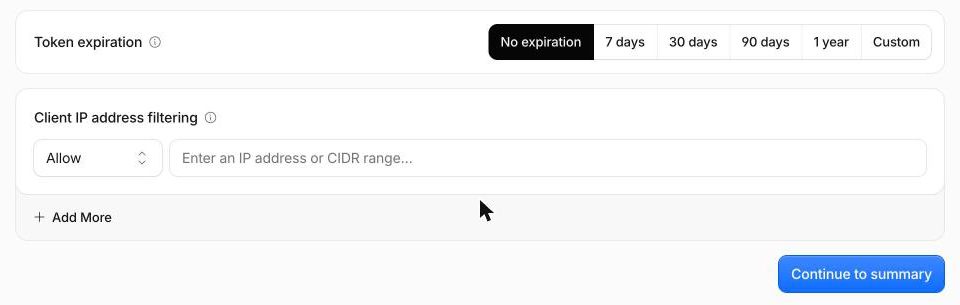 Token expiration
No expiration 7 days 30 days 90 days 1 year Custom
Client IP address filtering
Allow Enter an IP address or CIDR range...
+ Add More
Continue to summary